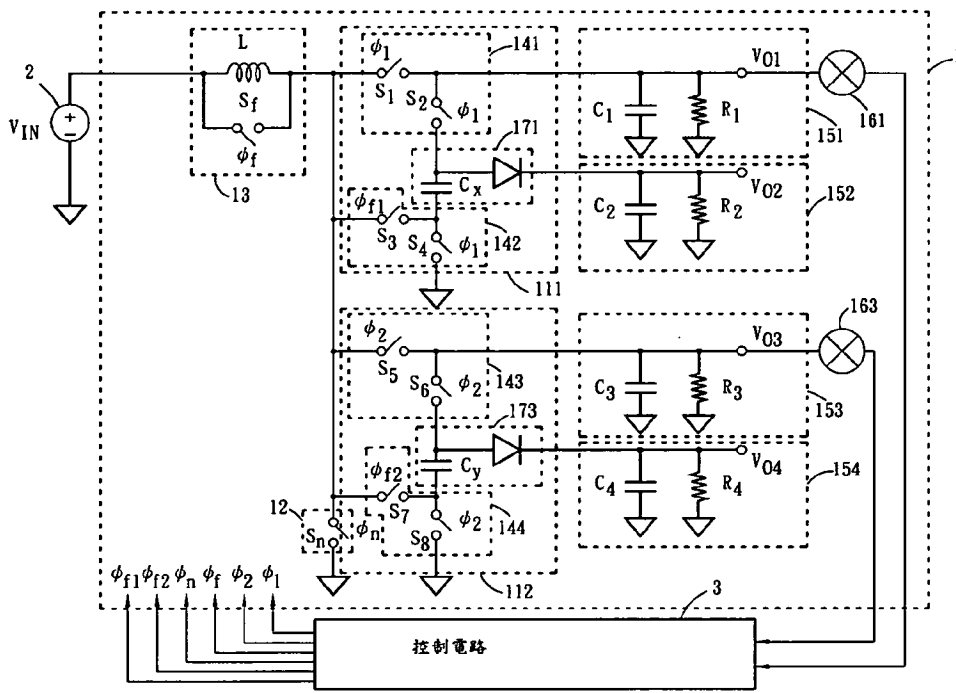 2
V_IN
L
S_f
ϕ_f
13
ϕ_1
S_1
S_2
ϕ_1
141
171
C_x
ϕ_f1
S_3
S_4
ϕ_1
142
111
C_1
R_1
V_O1
151
161
C_2
R_2
V_O2
152
ϕ_2
S_5
S_6
ϕ_2
143
173
C_y
ϕ_f2
S_7
S_8
ϕ_2
144
112
12
S_n
ϕ_n
C_3
R_3
V_O3
153
163
C_4
R_4
V_O4
154
ϕ_f1 ϕ_f2 ϕ_n ϕ_f ϕ_2 ϕ_1
3
控制電路